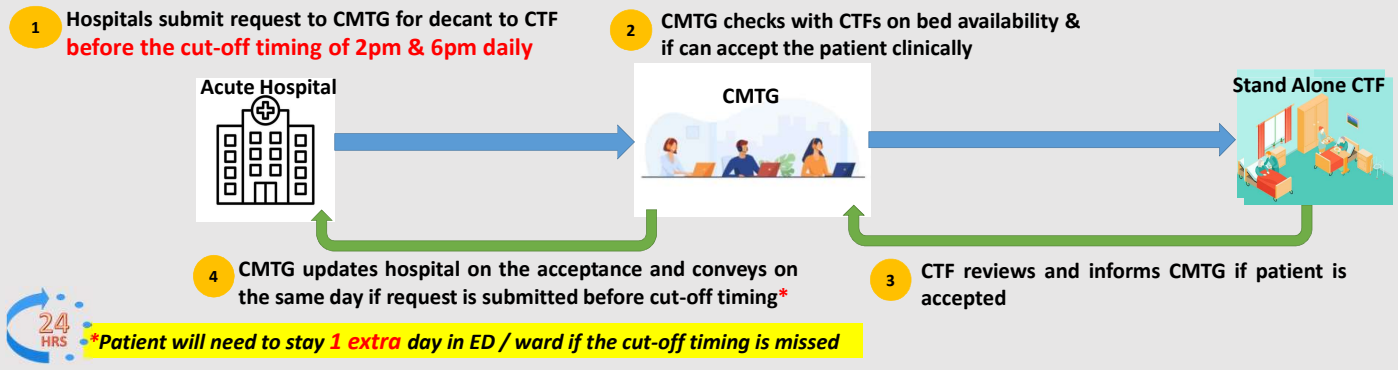 1
Hospitals submit request to CMTG for decant to CTF
before the cut-off timing of 2pm & 6pm daily
2
CMTG checks with CTFs on bed availability &
if can accept the patient clinically
Acute Hospital
CMTG
Stand Alone CTF
4
CMTG updates hospital on the acceptance and conveys on
the same day if request is submitted before cut-off timing*
3
CTF reviews and informs CMTG if patient is
accepted
24
HRS
*Patient will need to stay 1 extra day in ED / ward if the cut-off timing is missed